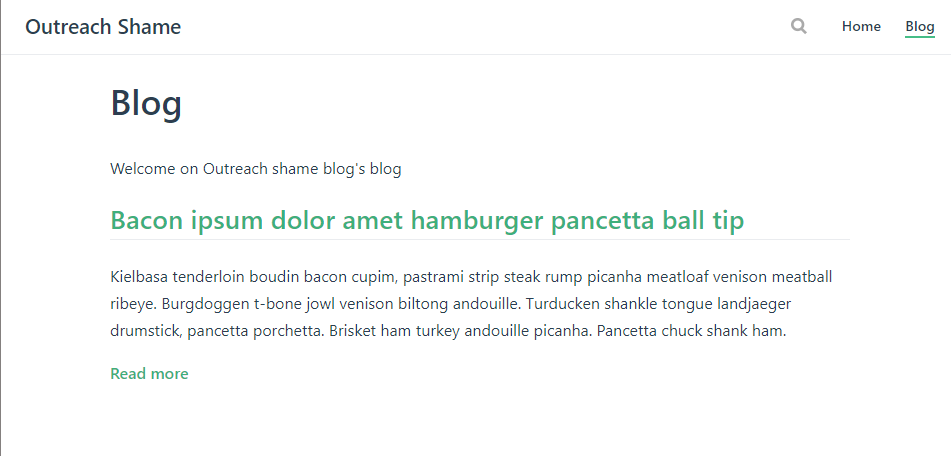 Outreach Shame
Home
Blog
Blog
Welcome on Outreach shame blog's blog
Bacon ipsum dolor amet hamburger pancetta ball tip
Kielbasa tenderloin boudin bacon cupim, pastrami strip steak rump picanha meatloaf venison meatball
ribeye. Burgdoggen t-bone jowl venison biltong andouille. Turducken shankle tongue landjaeger
drumstick, pancetta porchetta. Brisket ham turkey andouille picanha. Pancetta chuck shank ham.
Read more